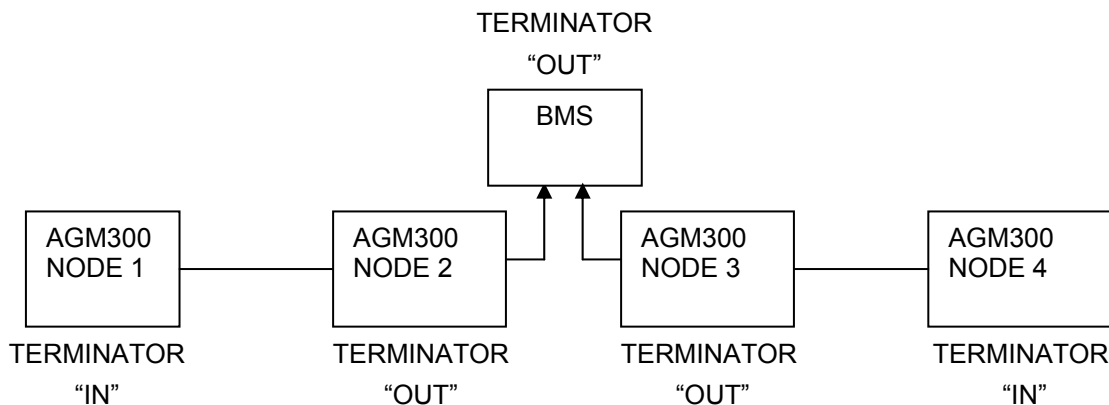 TERMINATOR
“OUT”
BMS
AGM300
NODE 1
AGM300
NODE 2
AGM300
NODE 3
AGM300
NODE 4
TERMINATOR
“IN”
TERMINATOR
“OUT”
TERMINATOR
“OUT”
TERMINATOR
“IN”